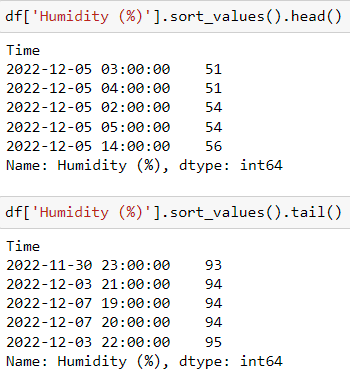 df['Humidity (%)'].sort_values().head()
Time
2022-12-05 03:00:00    51
2022-12-05 04:00:00    51
2022-12-05 02:00:00    54
2022-12-05 05:00:00    54
2022-12-05 14:00:00    56
Name: Humidity (%), dtype: int64
df['Humidity (%)'].sort_values().tail()
Time
2022-11-30 23:00:00    93
2022-12-03 21:00:00    94
2022-12-07 19:00:00    94
2022-12-07 20:00:00    94
2022-12-03 22:00:00    95
Name: Humidity (%), dtype: int64